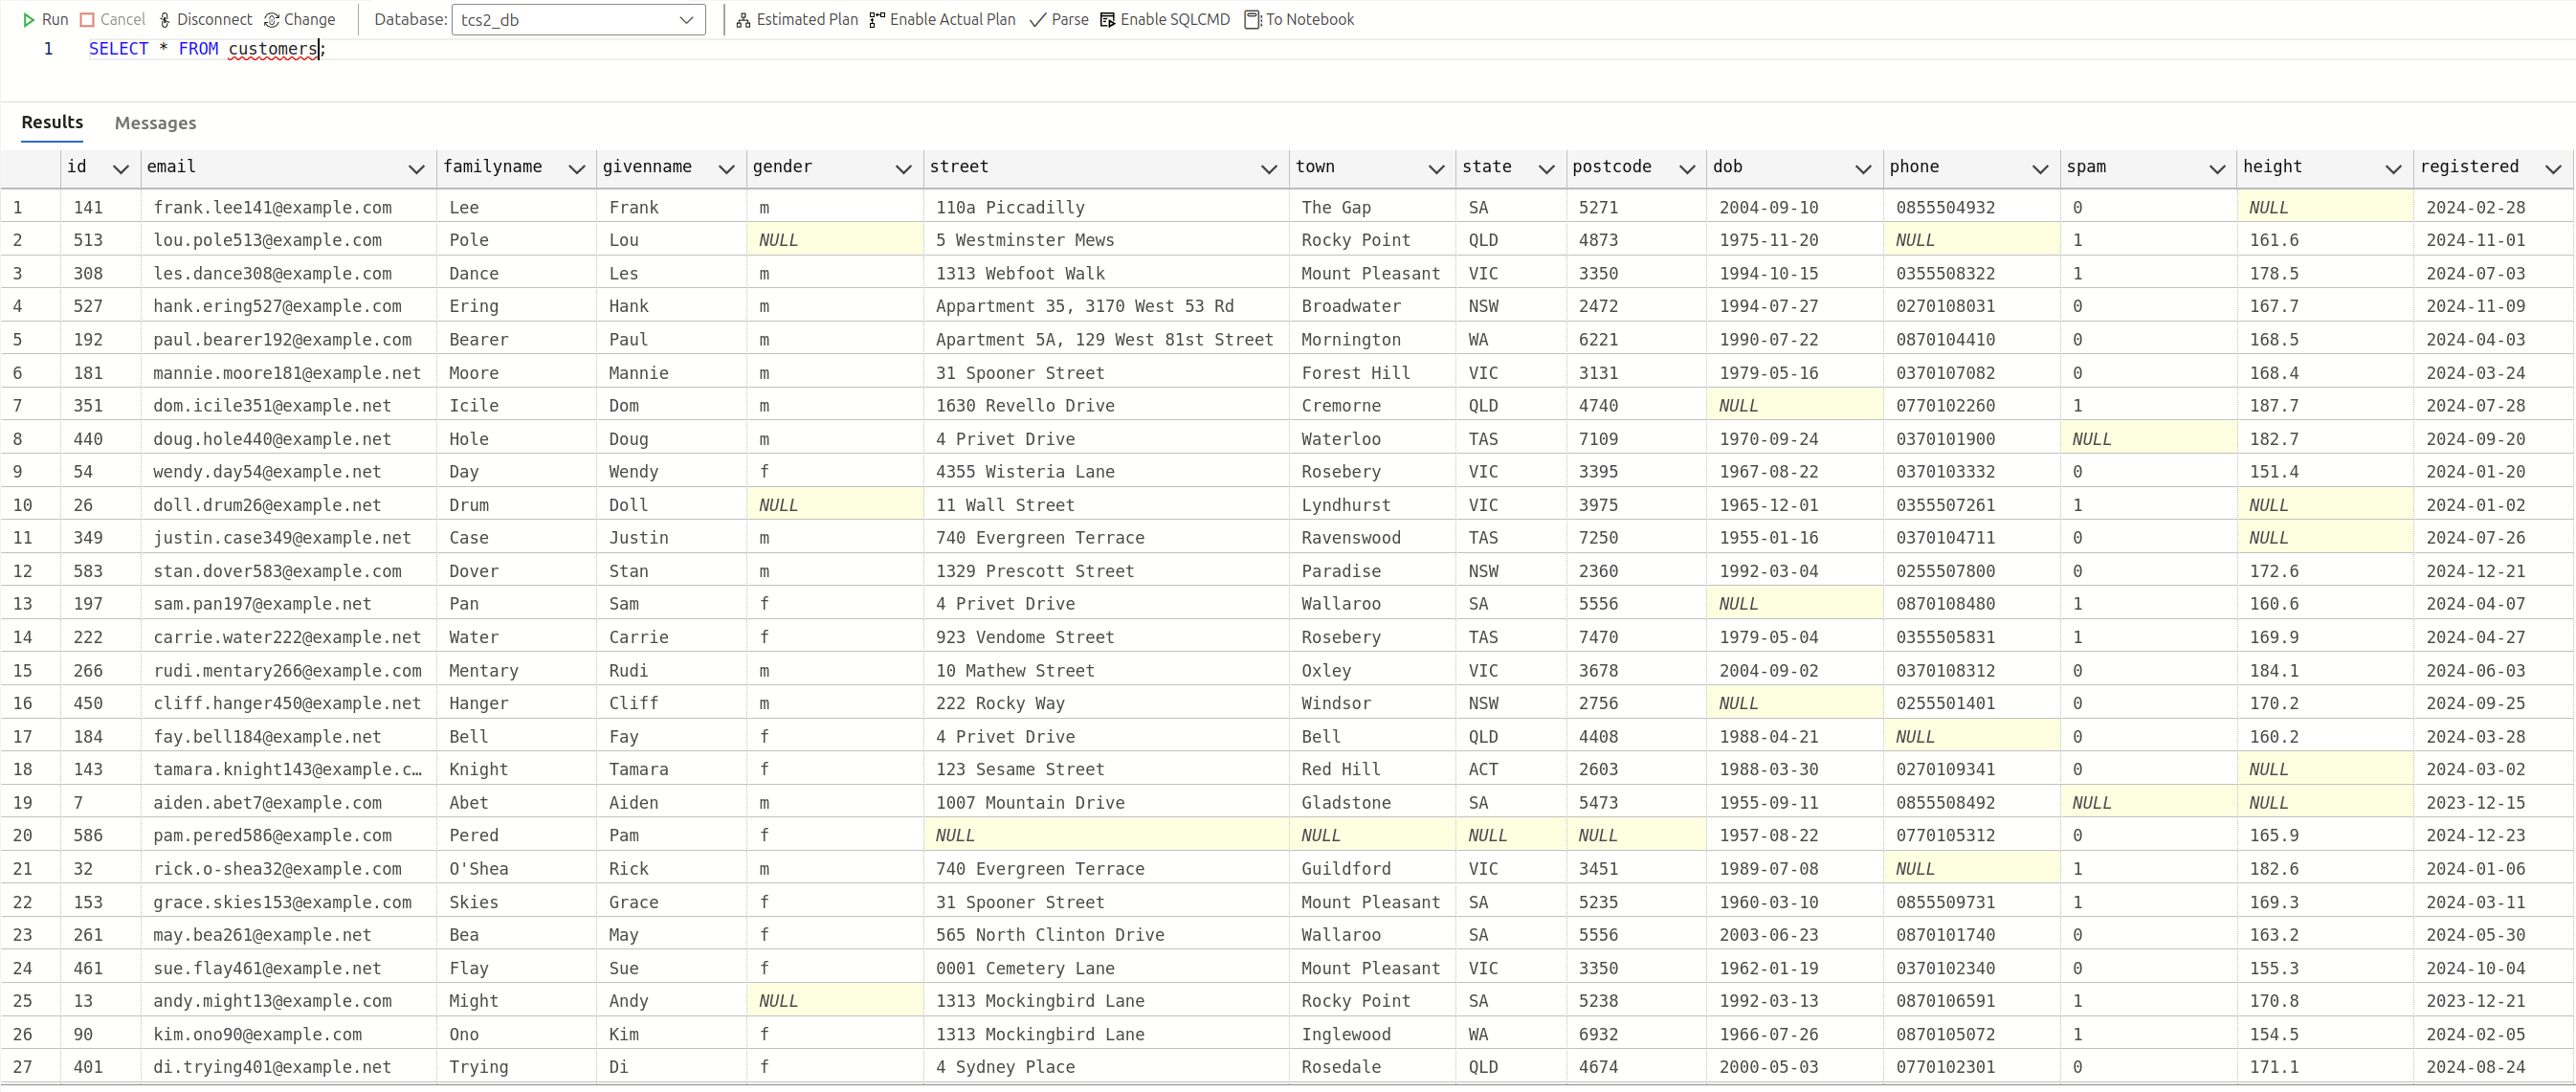 Run Cancel Disconnect Change Database: tcs2_db Estimated Plan Enable Actual Plan Parse Enable SQLCMD To Notebook
1 SELECT * FROM customers;
Results Messages
id email familyname givenname gender street town state postcode dob phone spam height registered
1 141 frank.lee141@example.com Lee Frank m 110a Piccadilly The Gap SA 5271 2004-09-10 0855504932 0 NULL 2024-02-28
2 513 lou.pole513@example.com Pole Lou NULL 5 Westminster Mews Rocky Point QLD 4873 1975-11-20 NULL 1 161.6 2024-11-01
3 308 les.dance308@example.com Dance Les m 1313 Webfoot Walk Mount Pleasant VIC 3350 1994-10-15 0355508322 1 178.5 2024-07-03
4 527 hank.ering527@example.com Ering Hank m Appartment 35, 3170 West 53 Rd Broadwater NSW 2472 1994-07-27 0270108031 0 167.7 2024-11-09
5 192 paul.bearer192@example.com Bearer Paul m Apartment 5A, 129 West 81st Street Mornington WA 6221 1990-07-22 0870104410 0 168.5 2024-04-03
6 181 mannie.moore181@example.net Moore Mannie m 31 Spooner Street Forest Hill VIC 3131 1979-05-16 0370107082 0 168.4 2024-03-24
7 351 dom.icile351@example.net Icile Dom m 1630 Revello Drive Cremorne QLD 4740 NULL 0770102260 1 187.7 2024-07-28
8 440 doug.hole440@example.net Hole Doug m 4 Privet Drive Waterloo TAS 7109 1970-09-24 0370101900 NULL 182.7 2024-09-20
9 54 wendy.day54@example.net Day Wendy f 4355 Wisteria Lane Rosebery VIC 3395 1967-08-22 0370103332 0 151.4 2024-01-20
10 26 doll.drum26@example.net Drum Doll NULL 11 Wall Street Lyndhurst VIC 3975 1965-12-01 0355507261 1 NULL 2024-01-02
11 349 justin.case349@example.net Case Justin m 740 Evergreen Terrace Ravenswood TAS 7250 1955-01-16 0370104711 0 NULL 2024-07-26
12 583 stan.dover583@example.com Dover Stan m 1329 Prescott Street Paradise NSW 2360 1992-03-04 0255507800 0 172.6 2024-12-21
13 197 sam.pan197@example.net Pan Sam f 4 Privet Drive Wallaroo SA 5556 NULL 0870108480 1 160.6 2024-04-07
14 222 carrie.water222@example.net Water Carrie f 923 Vendome Street Rosebery TAS 7470 1979-05-04 0355505831 1 169.9 2024-04-27
15 266 rudi.mentary266@example.com Mentary Rudi m 10 Mathew Street Oxley VIC 3678 2004-09-02 0370108312 0 184.1 2024-06-03
16 450 cliff.hanger450@example.net Hanger Cliff m 222 Rocky Way Windsor NSW 2756 NULL 0255501401 0 170.2 2024-09-25
17 184 fay.bell184@example.net Bell Fay f 4 Privet Drive Bell QLD 4408 1988-04-21 NULL 0 160.2 2024-03-28
18 143 tamara.knight143@example.c… Knight Tamara f 123 Sesame Street Red Hill ACT 2603 1988-03-30 0270109341 0 NULL 2024-03-02
19 7 aiden.abet7@example.com Abet Aiden m 1007 Mountain Drive Gladstone SA 5473 1955-09-11 0855508492 NULL NULL 2023-12-15
20 586 pam.pered586@example.com Pered Pam f NULL NULL NULL NULL 1957-08-22 0770105312 0 165.9 2024-12-23
21 32 rick.o-shea32@example.com O'Shea Rick m 740 Evergreen Terrace Guildford VIC 3451 1989-07-08 NULL 1 182.6 2024-01-06
22 153 grace.skies153@example.com Skies Grace f 31 Spooner Street Mount Pleasant SA 5235 1960-03-10 0855509731 1 169.3 2024-03-11
23 261 may.bea261@example.net Bea May f 565 North Clinton Drive Wallaroo SA 5556 2003-06-23 0870101740 0 163.2 2024-05-30
24 461 sue.flay461@example.net Flay Sue f 0001 Cemetery Lane Mount Pleasant VIC 3350 1962-01-19 0370102340 0 155.3 2024-10-04
25 13 andy.might13@example.com Might Andy NULL 1313 Mockingbird Lane Rocky Point SA 5238 1992-03-13 0870106591 1 170.8 2023-12-21
26 90 kim.ono90@example.com Ono Kim f 1313 Mockingbird Lane Inglewood WA 6932 1966-07-26 0870105072 1 154.5 2024-02-05
27 401 di.trying401@example.net Trying Di f 4 Sydney Place Rosedale QLD 4674 2000-05-03 0770102301 0 171.1 2024-08-24